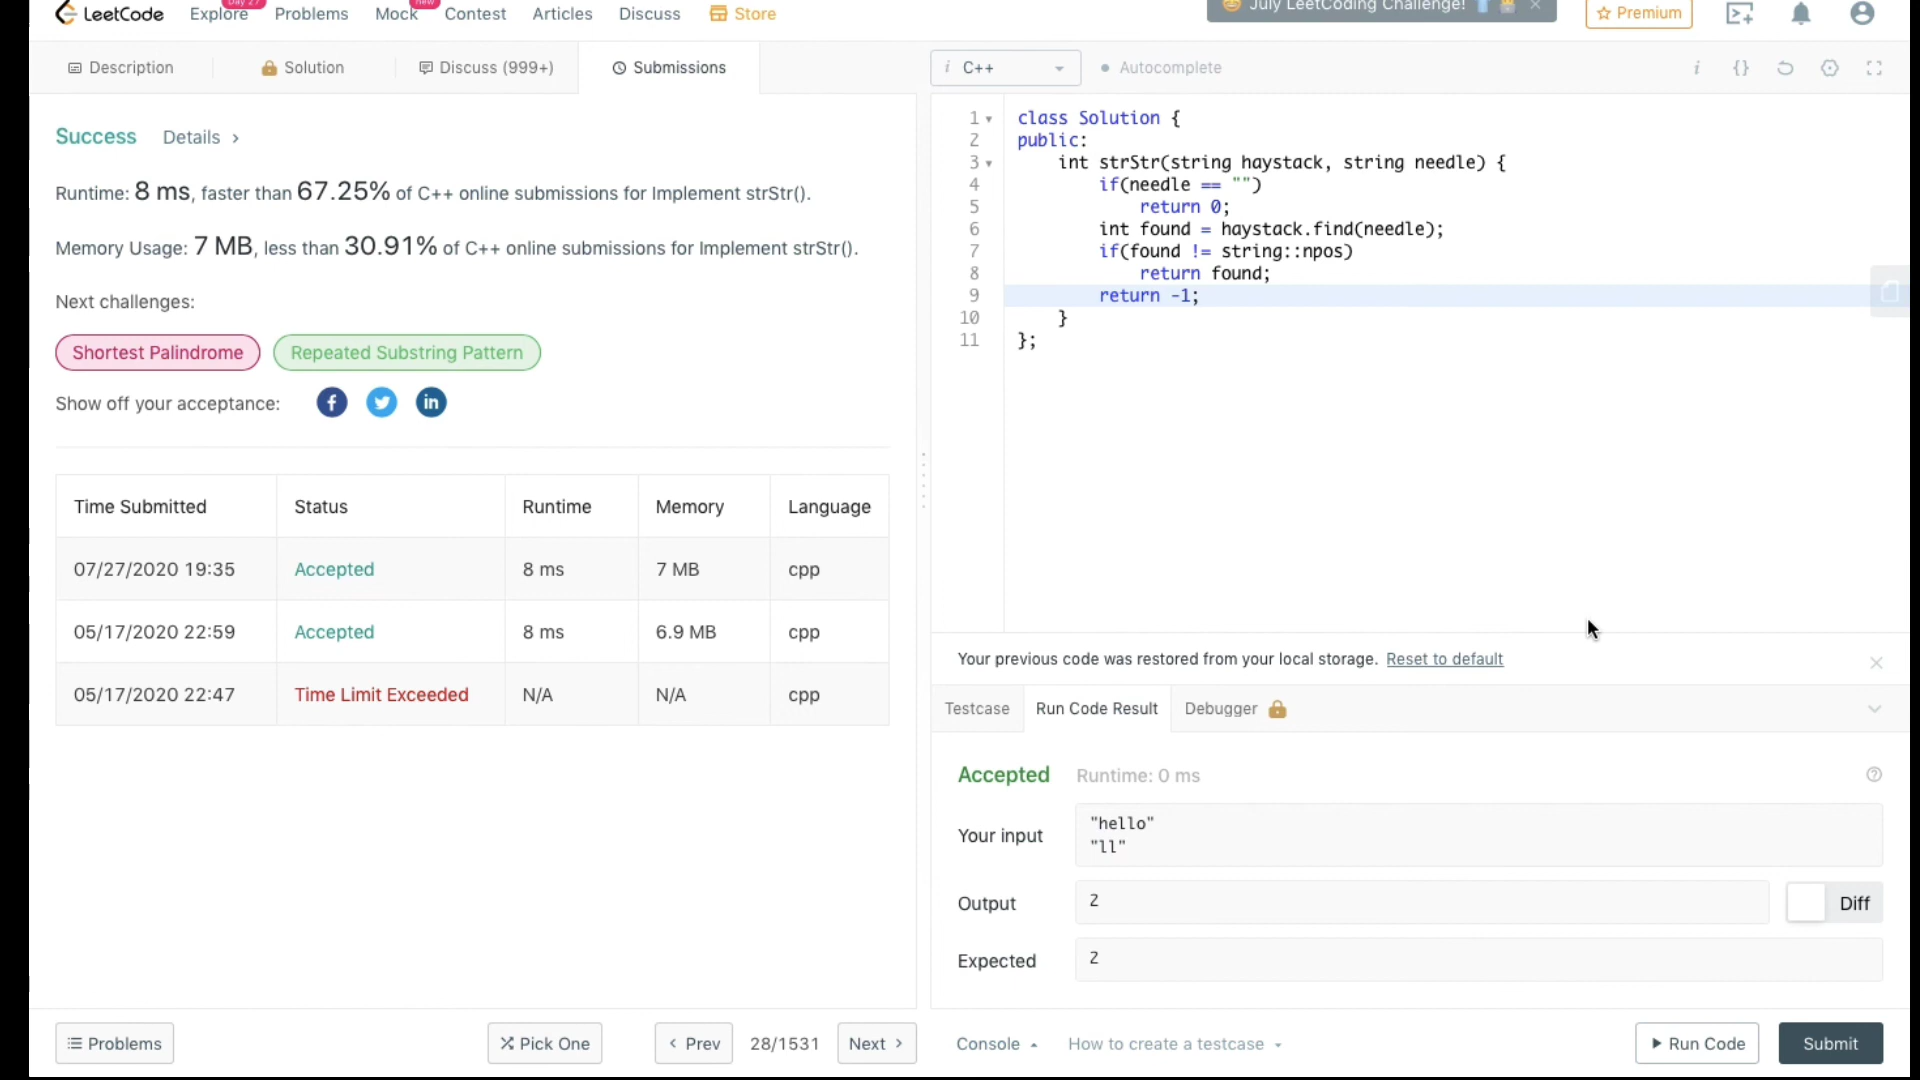 LeetCode Explore Day 27 Problems Mock new Contest Articles Discuss Store July LeetCoding Challenge! Premium
Description Solution Discuss (999+) Submissions
C++ Autocomplete
Success Details >
Runtime: 8 ms, faster than 67.25% of C++ online submissions for Implement strStr().
Memory Usage: 7 MB, less than 30.91% of C++ online submissions for Implement strStr().
Next challenges:
Shortest Palindrome Repeated Substring Pattern
Show off your acceptance:
Time Submitted Status Runtime Memory Language
07/27/2020 19:35 Accepted 8 ms 7 MB cpp
05/17/2020 22:59 Accepted 8 ms 6.9 MB cpp
05/17/2020 22:47 Time Limit Exceeded N/A N/A cpp
Problems Pick One < Prev 28/1531 Next >
1 class Solution {
2 public:
3 int strStr(string haystack, string needle) {
4 if(needle == "")
5 return 0;
6 int found = haystack.find(needle);
7 if(found != string::npos)
8 return found;
9 return -1;
10 }
11 };
Your previous code was restored from your local storage. Reset to default
Testcase Run Code Result Debugger
Accepted Runtime: 0 ms
Your input
"hello"
"ll"
Output 2 Diff
Expected 2
Console How to create a testcase Run Code Submit